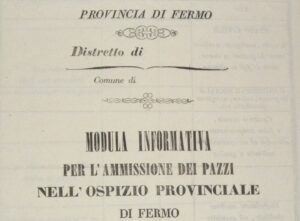 PROVINCIA DI FERMO
Distretto di
Comune di
MODULA INFORMATIVA
PER L'AMMISSIONE DEI PAZZI
NELL'OSPIZIO PROVINCIALE
DI FERMO